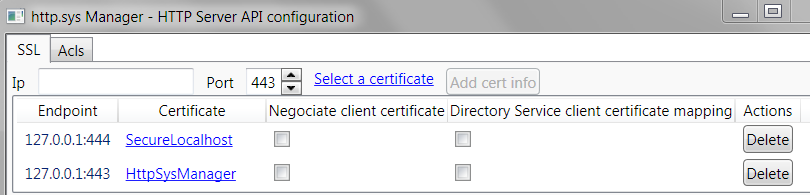 http.sys Manager - HTTP Server API configuration
SSL Acls
Ip Port 443 Select a certificate Add cert info
Endpoint Certificate Negociate client certificate Directory Service client certificate mapping Actions
127.0.0.1:444 SecureLocalhost Delete
127.0.0.1:443 HttpSysManager Delete